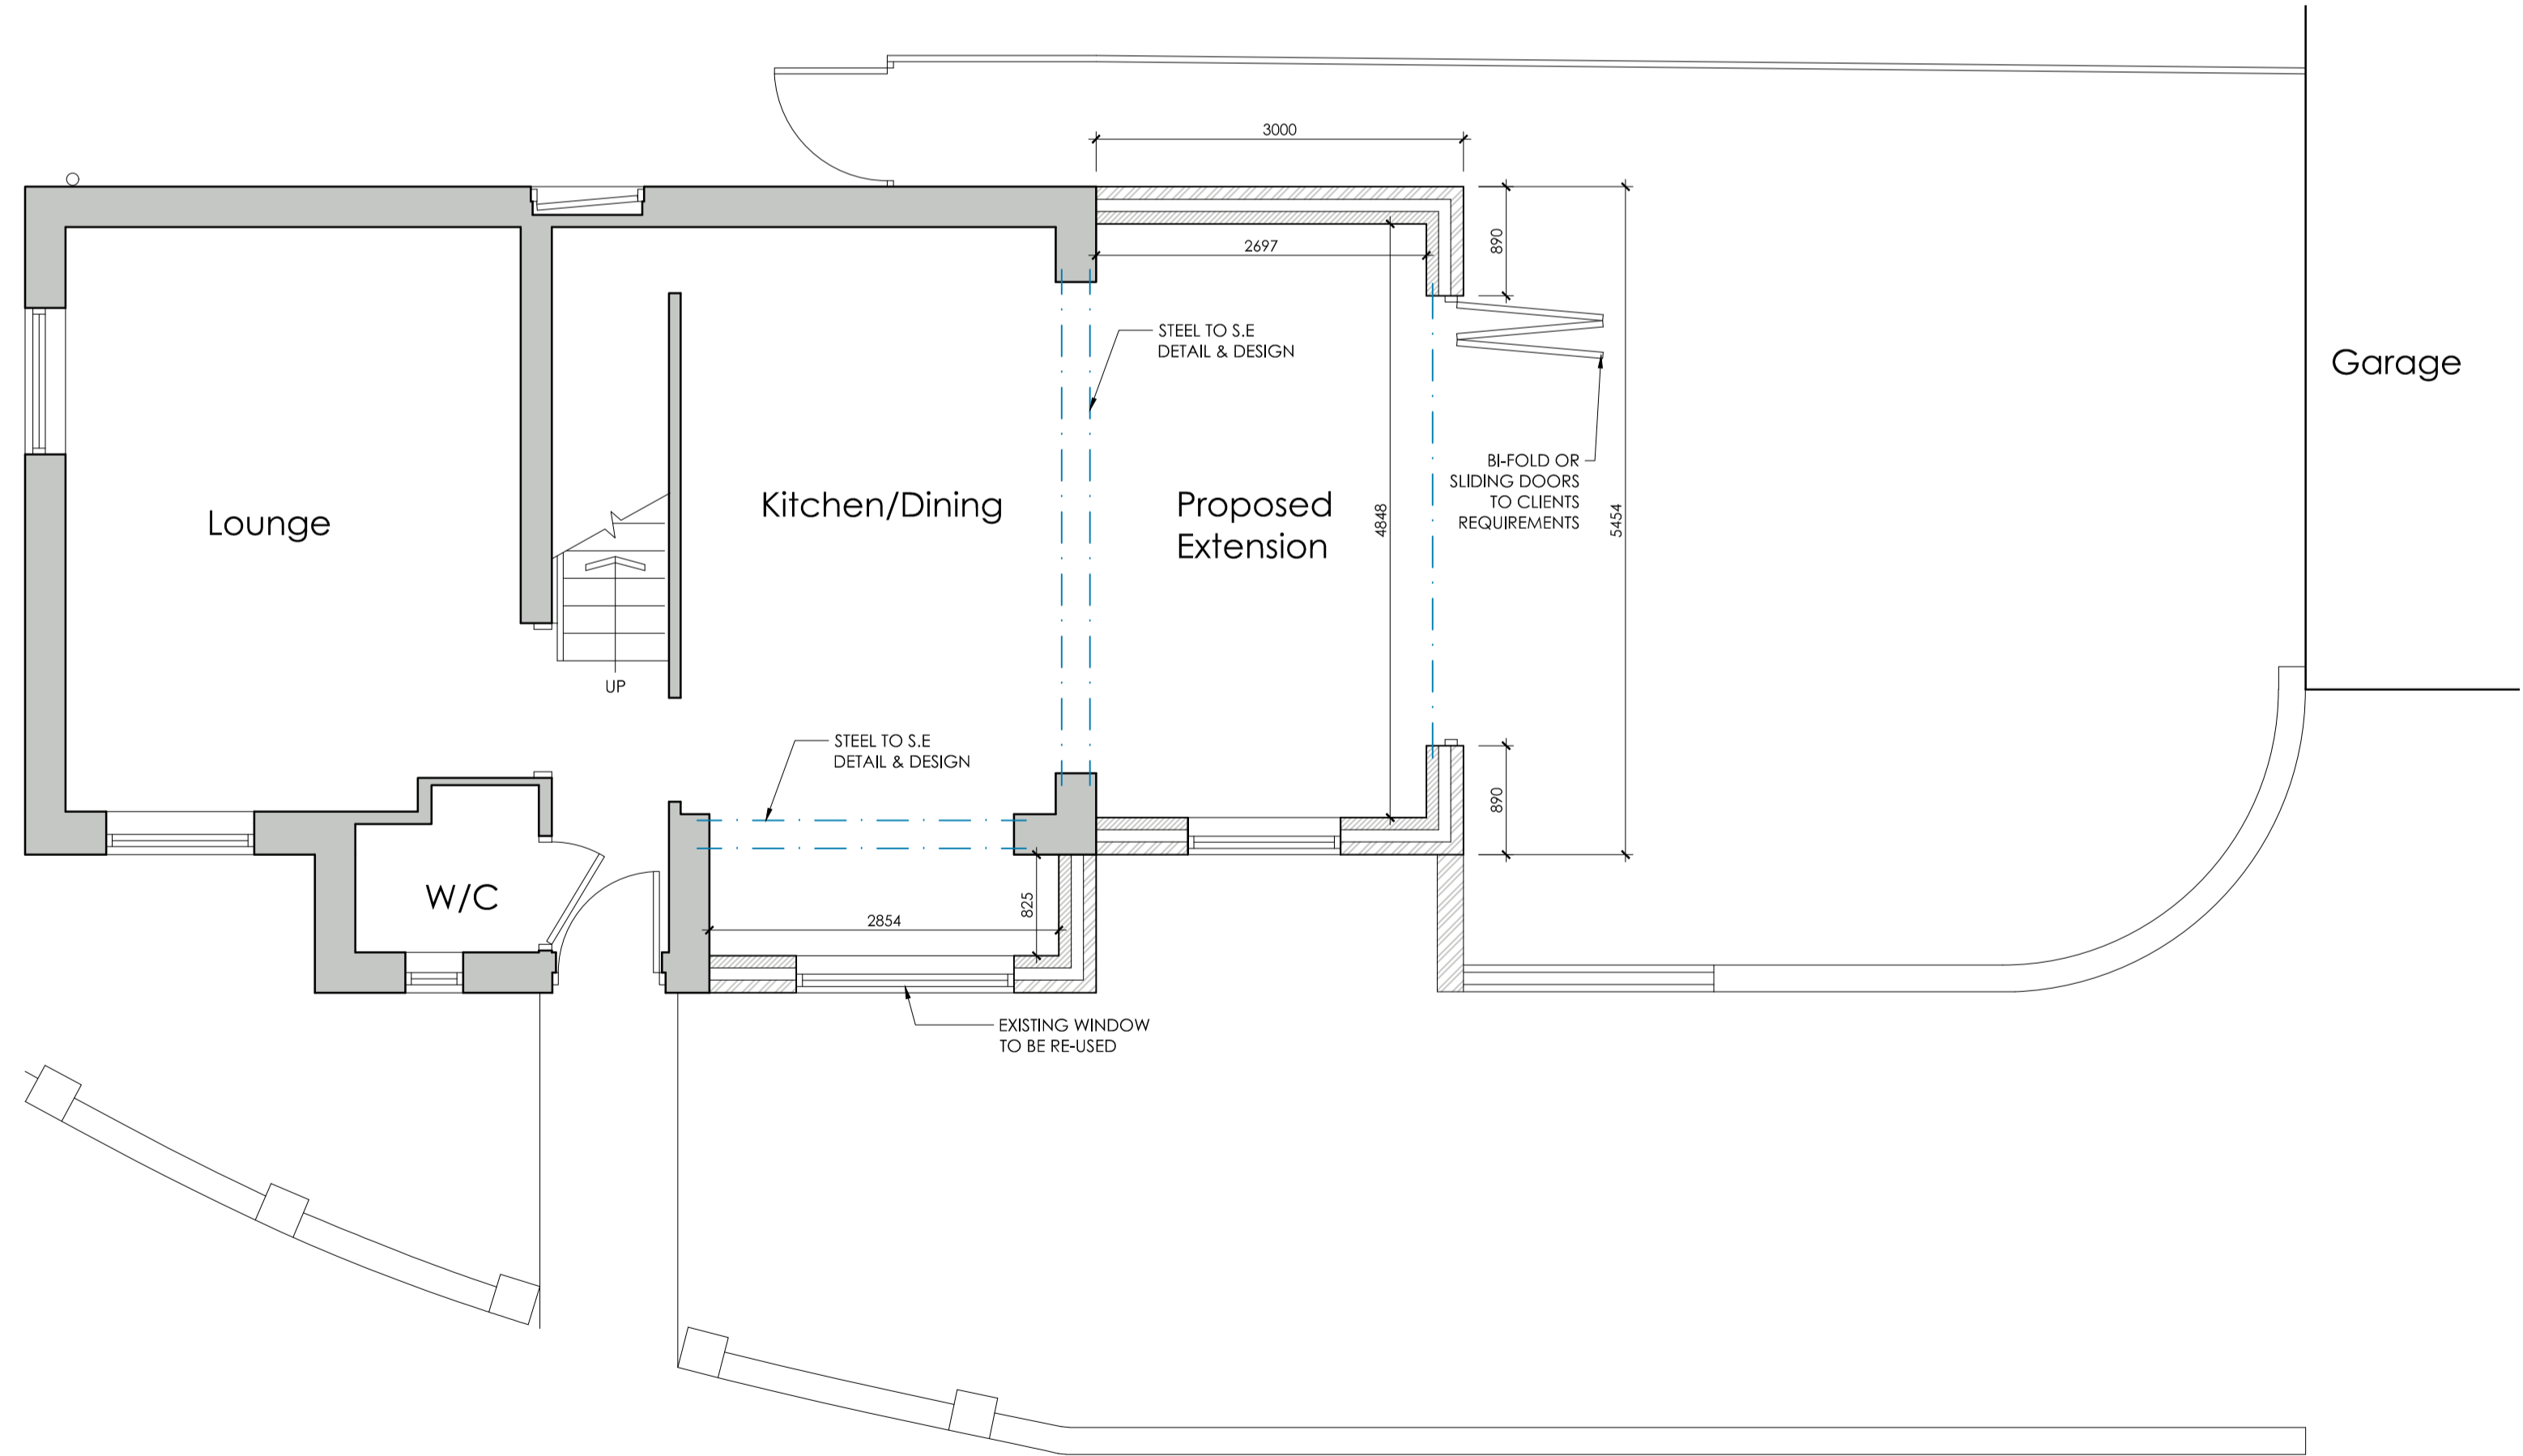 3000
890
2697
STEEL TO S.E
DETAIL & DESIGN
Garage
BI-FOLD OR
SLIDING DOORS
TO CLIENTS
REQUIREMENTS
Lounge
Kitchen/Dining
Proposed
Extension
4848
5454
UP
STEEL TO S.E
DETAIL & DESIGN
890
W/C
2854
825
EXISTING WINDOW
TO BE RE-USED